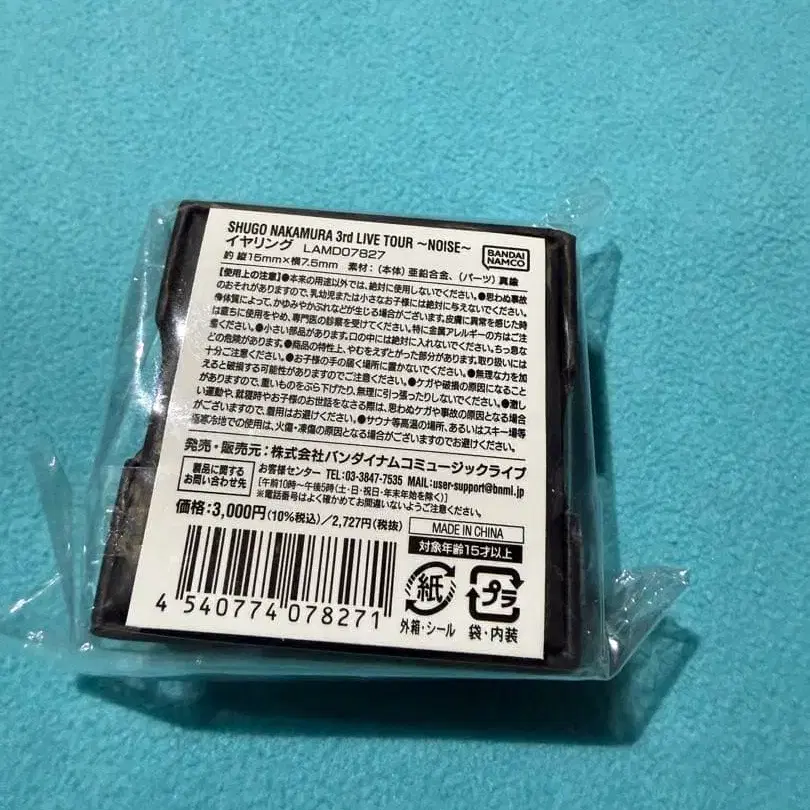 SHUGO NAKAMURA 3rd LIVE TOUR ～NOISE～
イヤリング LAMD07827
BANDAI NAMCO
約 縦15mm×横7.5mm 素材：（本体）亜鉛合金、（パーツ）真鍮
【使用上の注意】●本来の用途以外では、絶対に使用しないでください。●思わぬ事故
のおそれがありますので、乳幼児または小さなお子様には絶対に与えないでください。
●体質によって、かゆみやかぶれなどが生じる場合がございます。皮膚に異常を感じた時
は直ちに使用をやめ、専門医の診察を受けてください。特に金属アレルギーの方はご注
意ください。●小さい部品があります。口の中には絶対に入れないでください。ちっ息な
どの危険があります。●商品の特性上、やむをえずとがった部分があります。取り扱いには
十分ご注意ください。●お子様の手の届く場所に置かないでください。●無理な力を加
えると破損する可能性がありますのでご注意ください。●ケガや破損の原因になること
がありますので、重いものをぶら下げたり、無理に引っ張ったりしないでください。●激し
い運動や、就寝時やお子様のお世話をなさる際は、思わぬケガや事故の原因となる場合
がございますので、着用はお避けください。●サウナ等高温の場所、あるいはスキー場等
極寒冷地での使用は、火傷・凍傷の原因となる場合がございますのでお避けください。
発売・販売元：株式会社バンダイナムコミュージックライブ
製品に関する
お問い合わせ先
お客様センター TEL:03-3847-7535 MAIL:user-support@bnml.jp
〔午前10時～午後5時（土・日・祝日・年末年始を除く）〕
※電話番号はよく確かめてお間違いないようご注意ください。
価格：3,000円（10%税込）／2,727円（税抜）
MADE IN CHINA
対象年齢15才以上
4 540774 078271
紙
外箱・シール
プラ
袋・内装